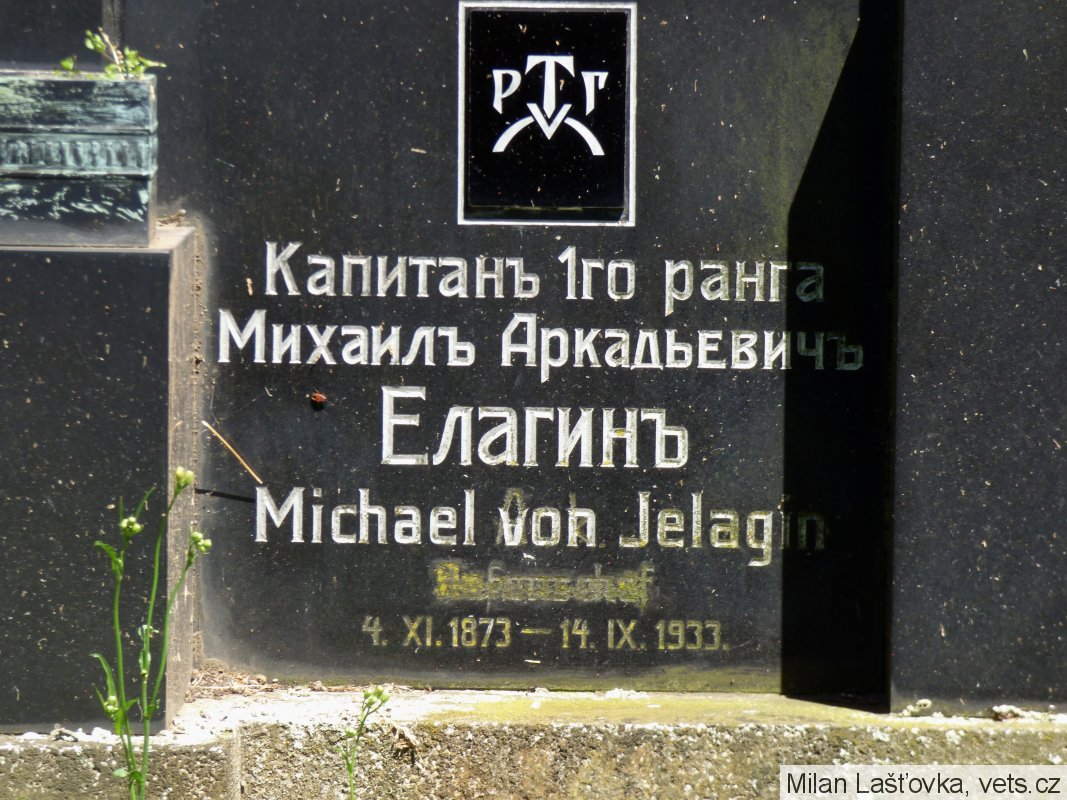 РТГ
Капитанъ 1го ранга
Михаилъ Аркадьевичъ
Елагинъ
Michael von Jelagin
4. XI. 1873 — 14. IX. 1933.
Milan Lašťovka, vets.cz